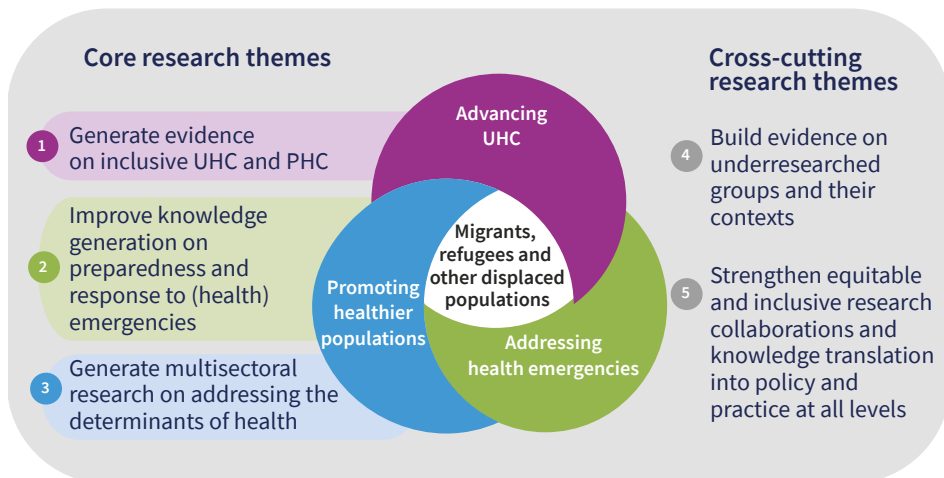 Core research themes
1
Generate evidence
on inclusive UHC and PHC
2
Improve knowledge
generation on
preparedness and
response to (health)
emergencies
3
Generate multisectoral
research on addressing the
determinants of health
Advancing
UHC
Migrants,
refugees and
other displaced
populations
Promoting
healthier
populations
Addressing
health emergencies
Cross-cutting
research themes
4
Build evidence on
underresearched
groups and their
contexts
5
Strengthen equitable
and inclusive research
collaborations and
knowledge translation
into policy and
practice at all levels